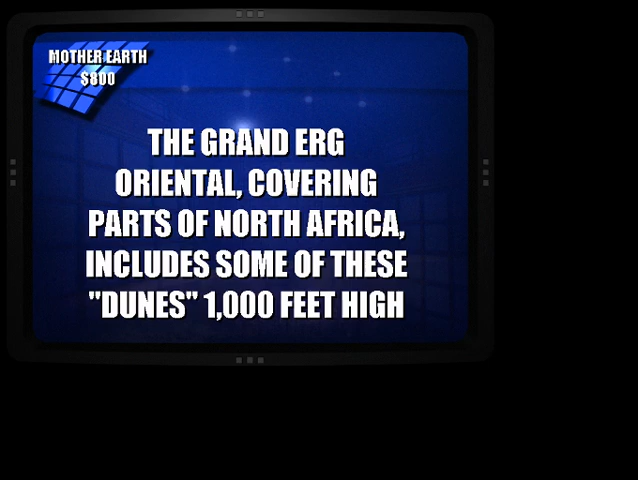 MOTHER EARTH
$800
THE GRAND ERG
ORIENTAL, COVERING
PARTS OF NORTH AFRICA,
INCLUDES SOME OF THESE
"DUNES" 1,000 FEET HIGH